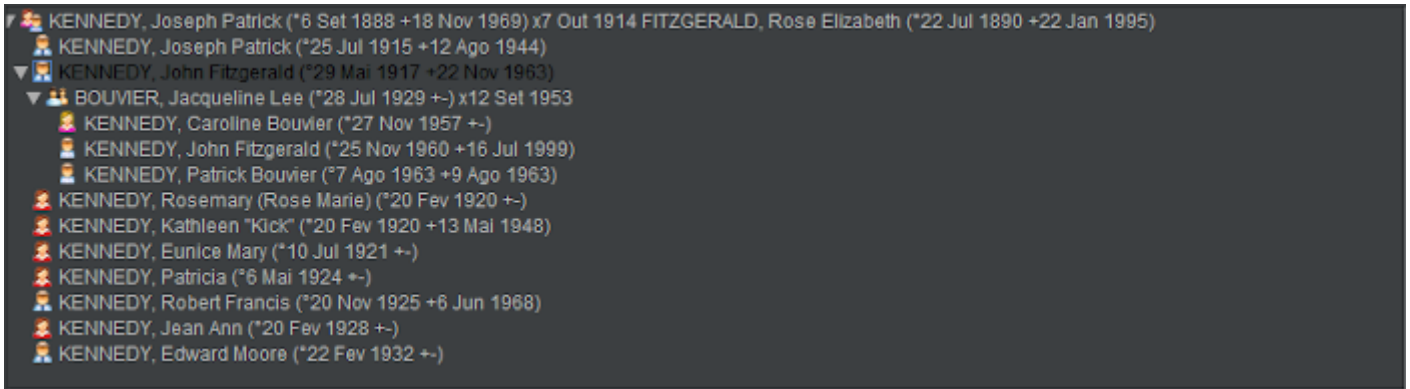 KENNEDY, Joseph Patrick (*6 Set 1888 +18 Nov 1969) x7 Out 1914 FITZGERALD, Rose Elizabeth (*22 Jul 1890 +22 Jan 1995)
KENNEDY, Joseph Patrick (*25 Jul 1915 +12 Ago 1944)
KENNEDY, John Fitzgerald (*29 Mai 1917 +22 Nov 1963)
BOUVIER, Jacqueline Lee (*28 Jul 1929 +-) x12 Set 1953
KENNEDY, Caroline Bouvier (*27 Nov 1957 +-)
KENNEDY, John Fitzgerald (*25 Nov 1960 +16 Jul 1999)
KENNEDY, Patrick Bouvier (*7 Ago 1963 +9 Ago 1963)
KENNEDY, Rosemary (Rose Marie) (*20 Fev 1920 +-)
KENNEDY, Kathleen "Kick" (*20 Fev 1920 +13 Mai 1948)
KENNEDY, Eunice Mary (*10 Jul 1921 +-)
KENNEDY, Patricia (*6 Mai 1924 +-)
KENNEDY, Robert Francis (*20 Nov 1925 +6 Jun 1968)
KENNEDY, Jean Ann (*20 Fev 1928 +-)
KENNEDY, Edward Moore (*22 Fev 1932 +-)